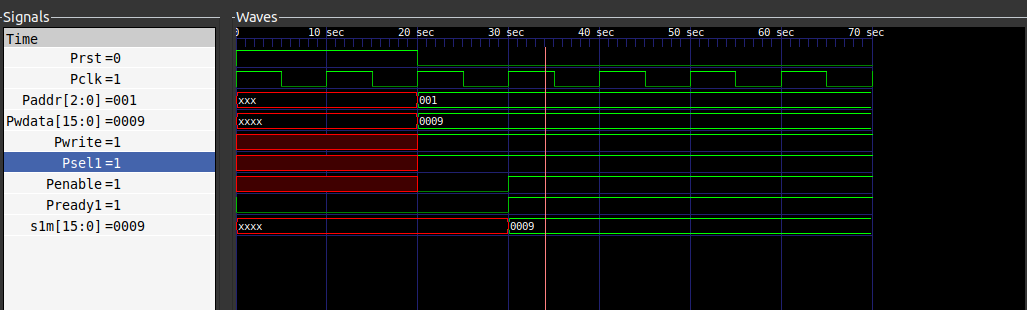 Signals
Waves
Time
10 sec 20 sec 30 sec 40 sec 50 sec 60 sec 70 sec
Prst=0
Pclk=1
Paddr[2:0]=001 xxx 001
Pwdata[15:0]=0009 xxxx 0009
Pwrite=1
Psel1=1
Penable=1
Pready1=1
s1m[15:0]=0009 xxxx 0009